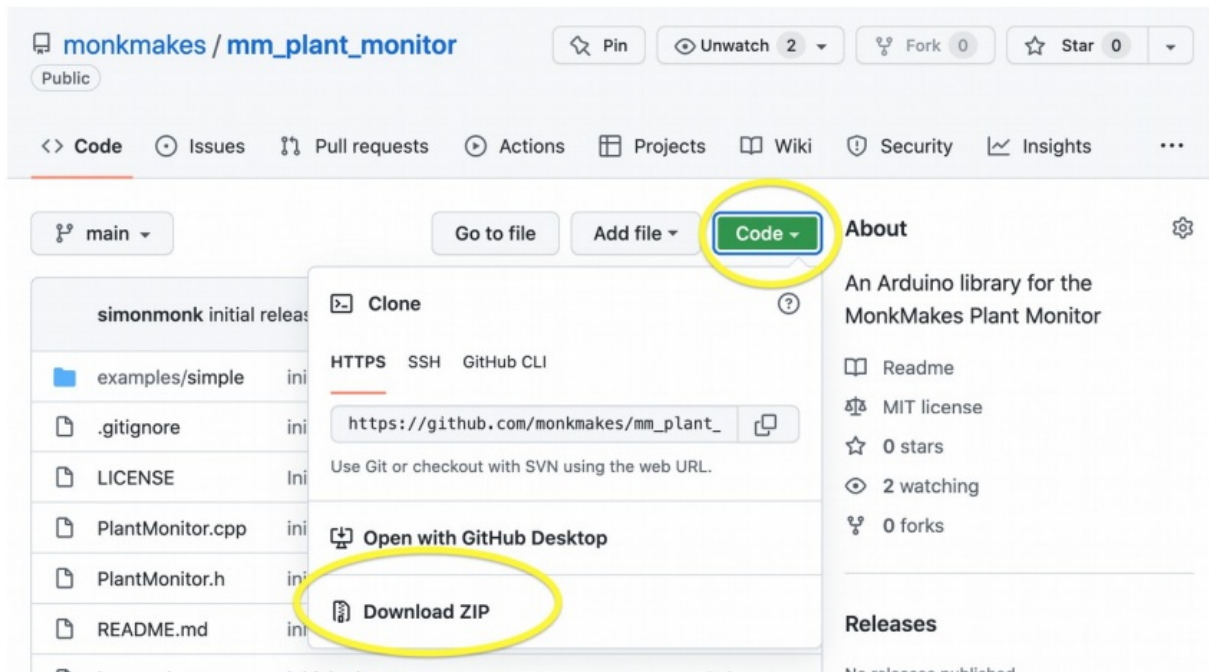 monkmakes / mm_plant_monitor
Pin
Unwatch 2
Fork 0
Star 0
Public
Code
Issues
Pull requests
Actions
Projects
Wiki
Security
Insights
...
main
Go to file
Add file
Code
simonmonk initial releas
examples/simple ini
.gitignore ini
LICENSE Ini
PlantMonitor.cpp ini
PlantMonitor.h ini
README.md ini
Clone
HTTPS SSH GitHub CLI
https://github.com/monkmakes/mm_plant_
Use Git or checkout with SVN using the web URL.
Open with GitHub Desktop
Download ZIP
About
An Arduino library for the
MonkMakes Plant Monitor
Readme
MIT license
0 stars
2 watching
0 forks
Releases
No releases published